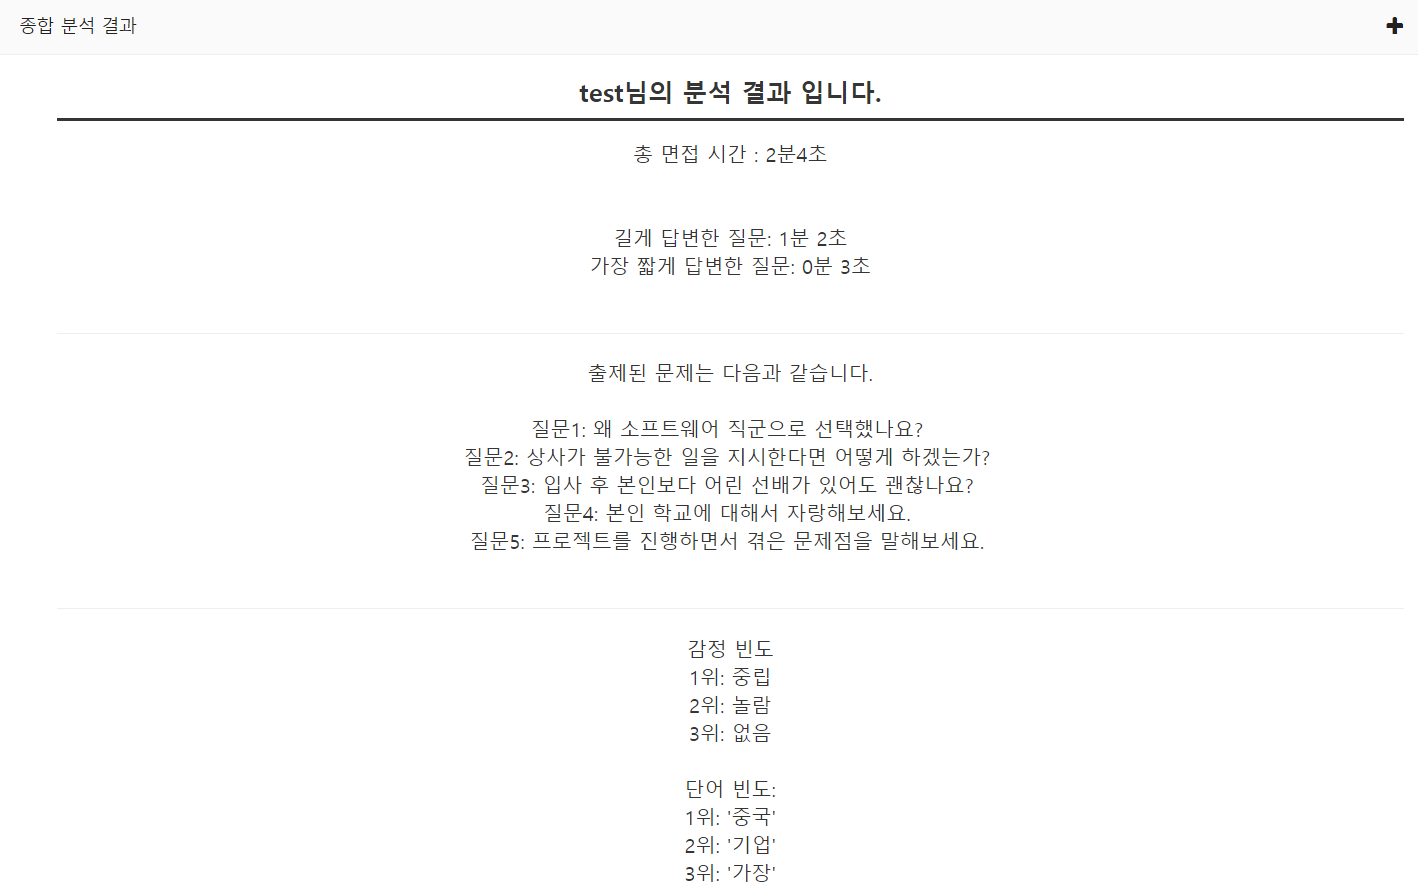 종합 분석 결과
test님의 분석 결과 입니다.
총 면접 시간 : 2분4초
길게 답변한 질문: 1분 2초
가장 짧게 답변한 질문: 0분 3초
출제된 문제는 다음과 같습니다.
질문1: 왜 소프트웨어 직군으로 선택했나요?
질문2: 상사가 불가능한 일을 지시한다면 어떻게 하겠는가?
질문3: 입사 후 본인보다 어린 선배가 있어도 괜찮나요?
질문4: 본인 학교에 대해서 자랑해보세요.
질문5: 프로젝트를 진행하면서 겪은 문제점을 말해보세요.
감정 빈도
1위: 중립
2위: 놀람
3위: 없음
단어 빈도:
1위: '중국'
2위: '기업'
3위: '가장'